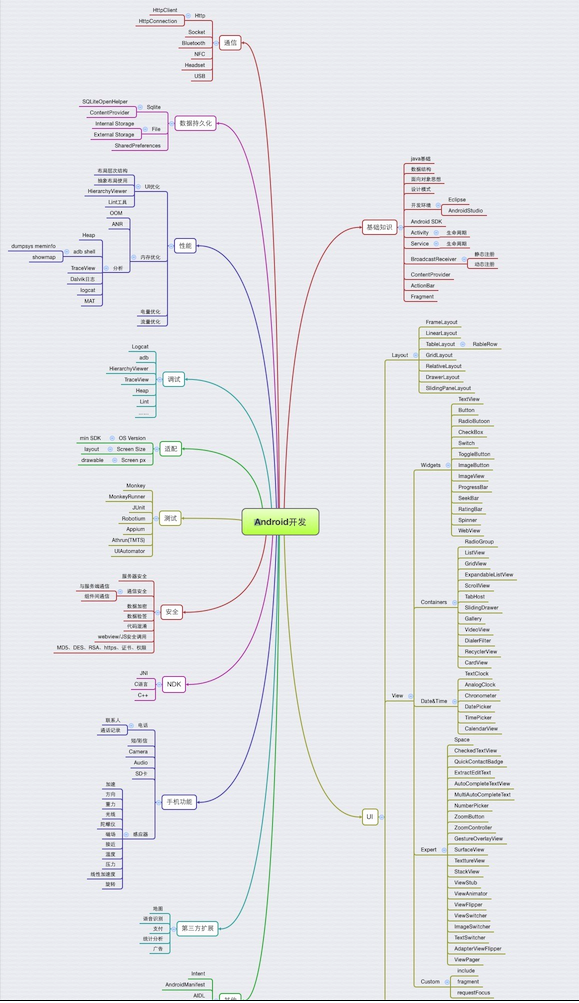 HttpClient
HttpConnection
Http
Socket
Bluetooth
NFC
Headset
USB
通信
SQLiteOpenHelper
ContentProvider
Sqlite
Internal Storage
External Storage
File
SharedPreferences
数据持久化
布局层次结构
抽象布局使用
HierarchyViewer
Lint工具
UI优化
OOM
ANR
Heap
dumpsys meminfo
showmap
adb shell
TraceView
Dalvik日志
logcat
MAT
分析
内存优化
电量优化
流量优化
性能
Logcat
adb
HierarchyViewer
TraceView
Heap
Lint
......
调试
min SDK
OS Version
layout
Screen Size
drawable
Screen px
适配
Monkey
MonkeyRunner
JUnit
Robotium
Appium
Athrun(TMTS)
UIAutomator
测试
服务器安全
与服务端通信
组件间通信
通信安全
数据加密
数据验签
代码混淆
webview/JS安全调用
MD5、DES、RSA、https、证书、权限
安全
JNI
C语言
C++
NDK
联系人
通话记录
电话
短/彩信
Camera
Audio
SD卡
加速
方向
重力
光线
陀螺仪
磁场
接近
温度
压力
线性加速度
旋转
感应器
手机功能
地图
语音识别
支付
统计分析
广告
第三方扩展
Intent
AndroidManifest
AIDL
其他
Android开发
基础知识
java基础
数据结构
面向对象思想
设计模式
开发环境
Eclipse
AndroidStudio
Android SDK
Activity
生命周期
Service
生命周期
BroadcastReceiver
静态注册
动态注册
ContentProvider
ActionBar
Fragment
UI
Layout
FrameLayout
LinearLayout
TableLayout
RableRow
GridLayout
RelativeLayout
DrawerLayout
SlidingPaneLayout
View
Widgets
TextView
Button
RadioButoon
CheckBox
Switch
ToggleButton
ImageButton
ImageView
ProgressBar
SeekBar
RatingBar
Spinner
WebView
Containers
RadioGroup
ListView
GridView
ExpandableListView
ScrollView
TabHost
SlidingDrawer
Gallery
VideoView
DialerFilter
RecyclerView
CardView
Date&Time
TextClock
AnalogClock
Chronometer
DatePicker
TimePicker
CalendarView
Expert
Space
CheckedTextView
QuickContactBadge
ExtractEditText
AutoCompleteTextView
MultiAutoCompleteText
NumberPicker
ZoomButton
ZoomController
GestureOverlayView
SurfaceView
TexttureView
StackView
ViewStub
ViewAnimator
ViewFlipper
ViewSwitcher
ImageSwitcher
TextSwitcher
AdapterViewFlipper
ViewPager
Custom
include
fragment
requestFocus